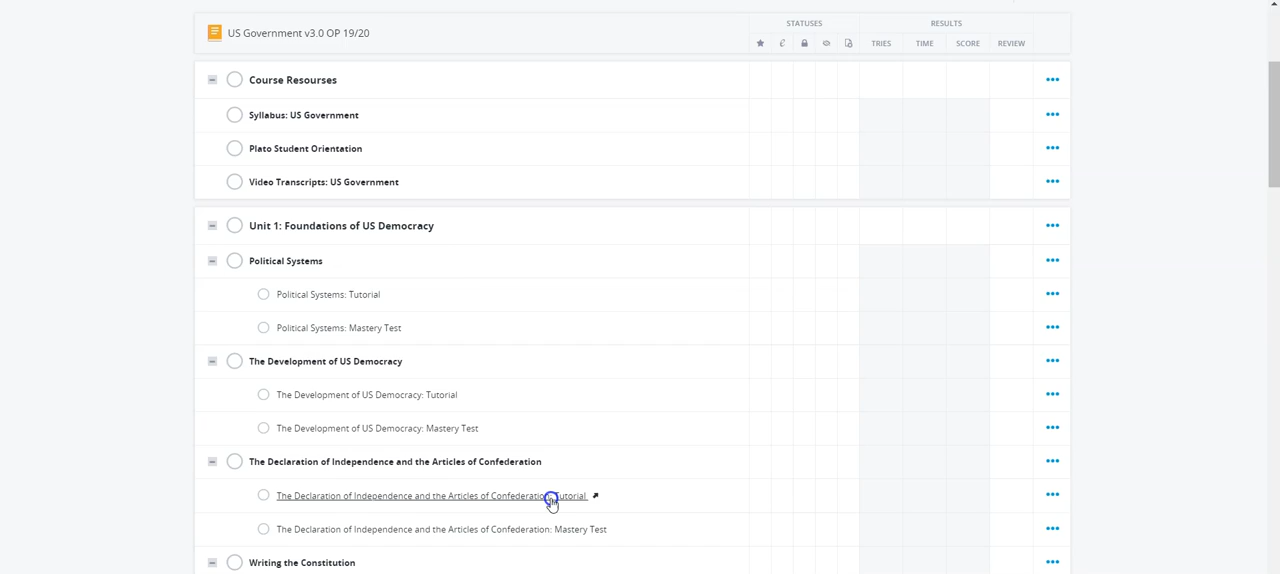 STATUSES RESULTS
US Government v3.0 OP 19/20
TRIES TIME SCORE REVIEW
Course Resourses
Syllabus: US Government
Plato Student Orientation
Video Transcripts: US Government
Unit 1: Foundations of US Democracy
Political Systems
Political Systems: Tutorial
Political Systems: Mastery Test
The Development of US Democracy
The Development of US Democracy: Tutorial
The Development of US Democracy: Mastery Test
The Declaration of Independence and the Articles of Confederation
The Declaration of Independence and the Articles of Confederation: Tutorial
The Declaration of Independence and the Articles of Confederation: Mastery Test
Writing the Constitution